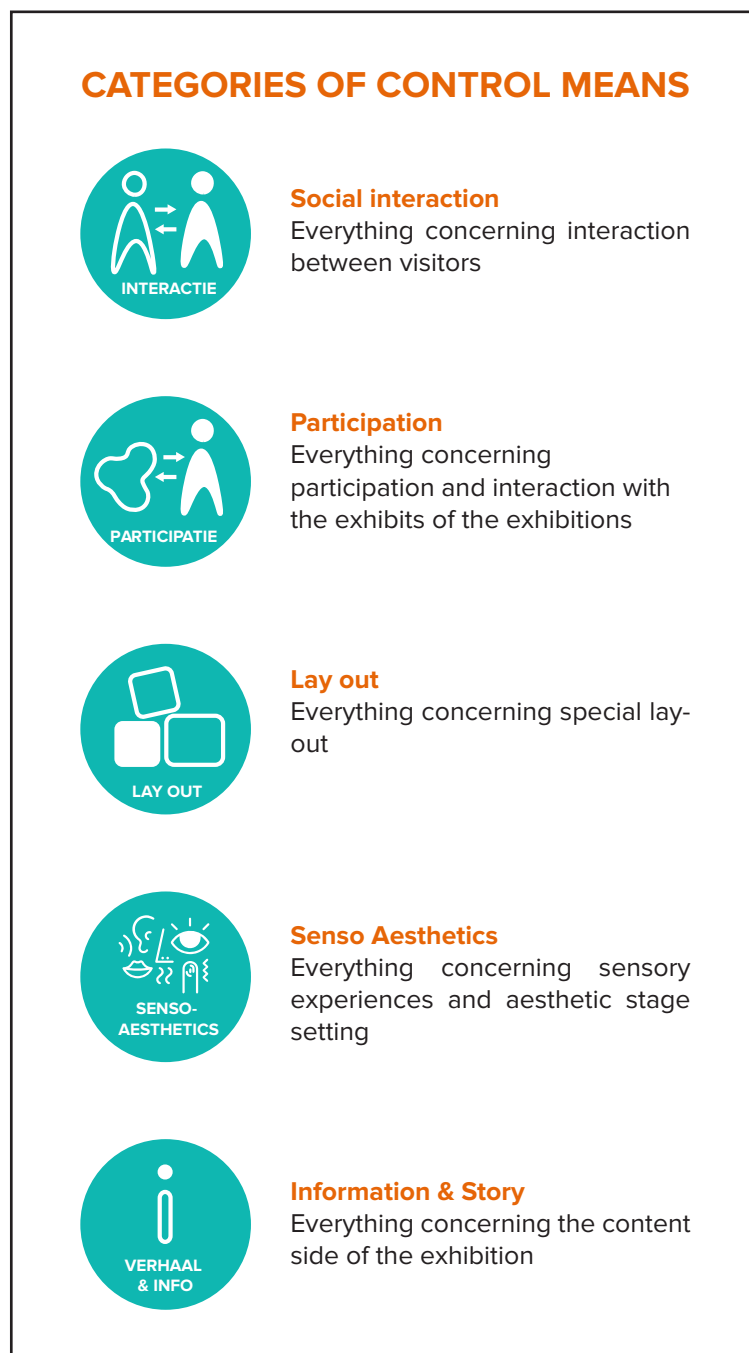 CATEGORIES OF CONTROL MEANS
INTERACTIE
Social interaction
Everything concerning interaction
between visitors
PARTICIPATIE
Participation
Everything concerning
participation and interaction with
the exhibits of the exhibitions
LAY OUT
Lay out
Everything concerning special lay-
out
SENSO-
AESTHETICS
Senso Aesthetics
Everything concerning sensory
experiences and aesthetic stage
setting
VERHAAL
& INFO
Information & Story
Everything concerning the content
side of the exhibition